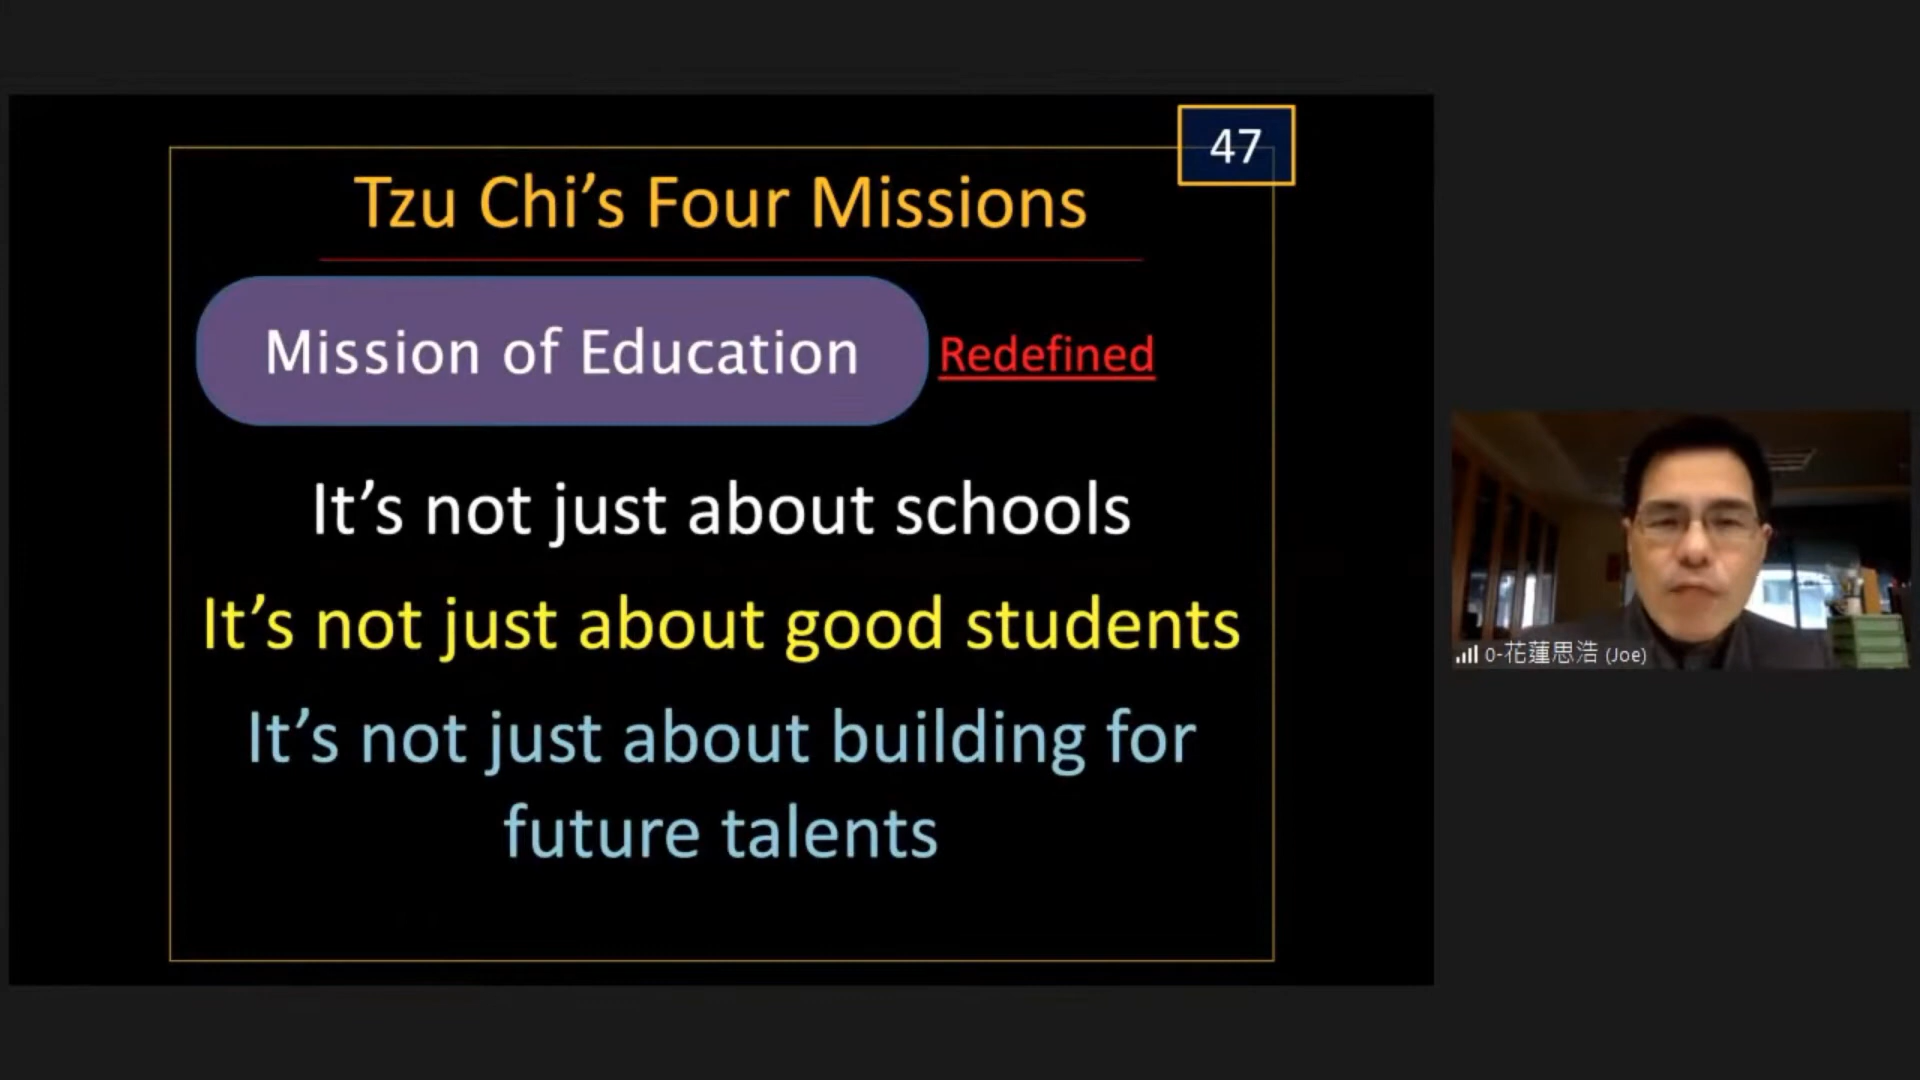 47
Tzu Chi’s Four Missions
Mission of Education Redefined
It’s not just about schools
It’s not just about good students
It’s not just about building for
future talents
0-花蓮思浩 (Joe)